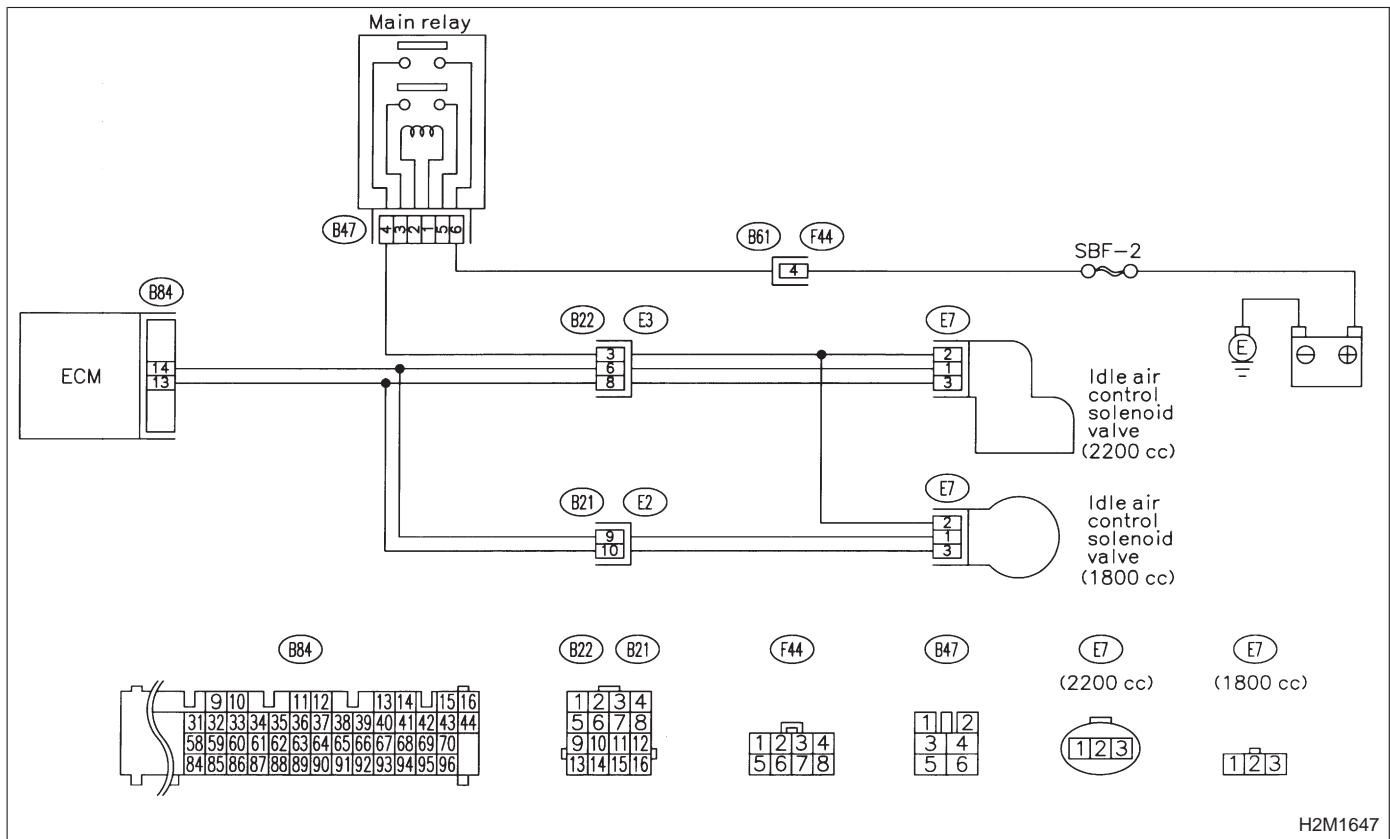 Main relay
B47
4 3 2 1 5 6
B61 F44
4
SBF-2
E
⊖ ⊕
B84
ECM
14
13
B22 E3
3
6
8
E7
2
1
3
Idle air
control
solenoid
valve
(2200 cc)
B21 E2
9
10
E7
2
1
3
Idle air
control
solenoid
valve
(1800 cc)
B84
9 10 11 12 13 14 15 16
31 32 33 34 35 36 37 38 39 40 41 42 43 44
58 59 60 61 62 63 64 65 66 67 68 69 70
84 85 86 87 88 89 90 91 92 93 94 95 96
B22 B21
1 2 3 4
5 6 7 8
9 10 11 12
13 14 15 16
F44
1 2 3 4
5 6 7 8
B47
1 2
3 4
5 6
E7
(2200 cc)
1 2 3
E7
(1800 cc)
1 2 3
H2M1647